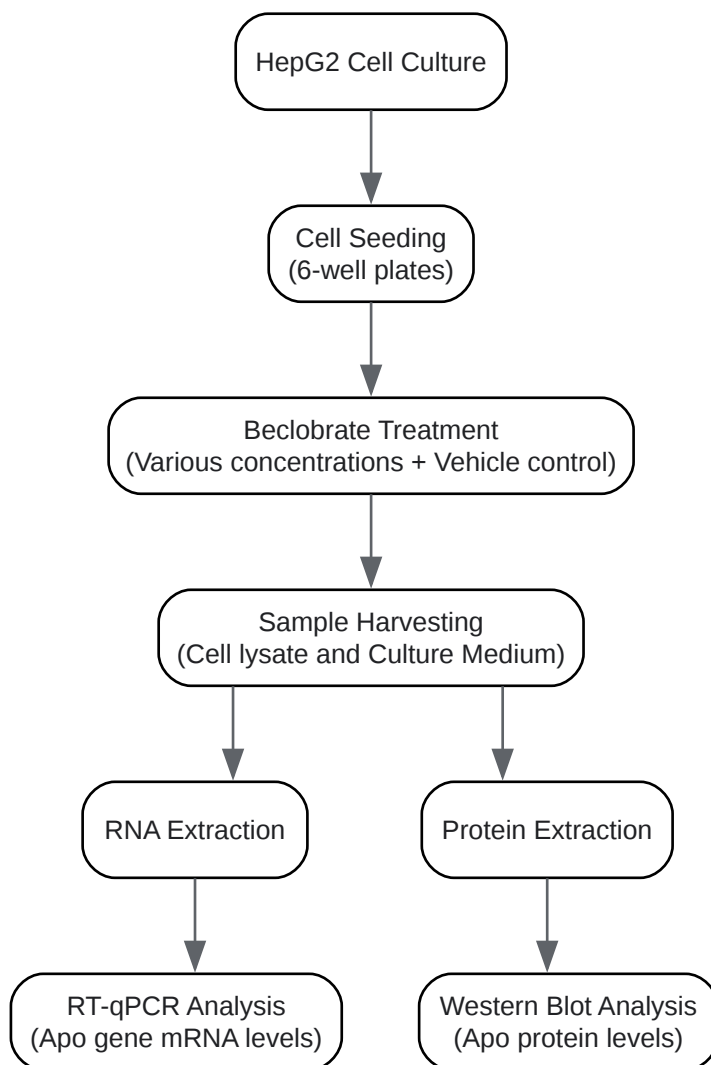 HepG2 Cell Culture
Cell Seeding
(6-well plates)
Beclobrate Treatment
(Various concentrations + Vehicle control)
Sample Harvesting
(Cell lysate and Culture Medium)
RNA Extraction
Protein Extraction
RT-qPCR Analysis
(Apo gene mRNA levels)
Western Blot Analysis
(Apo protein levels)